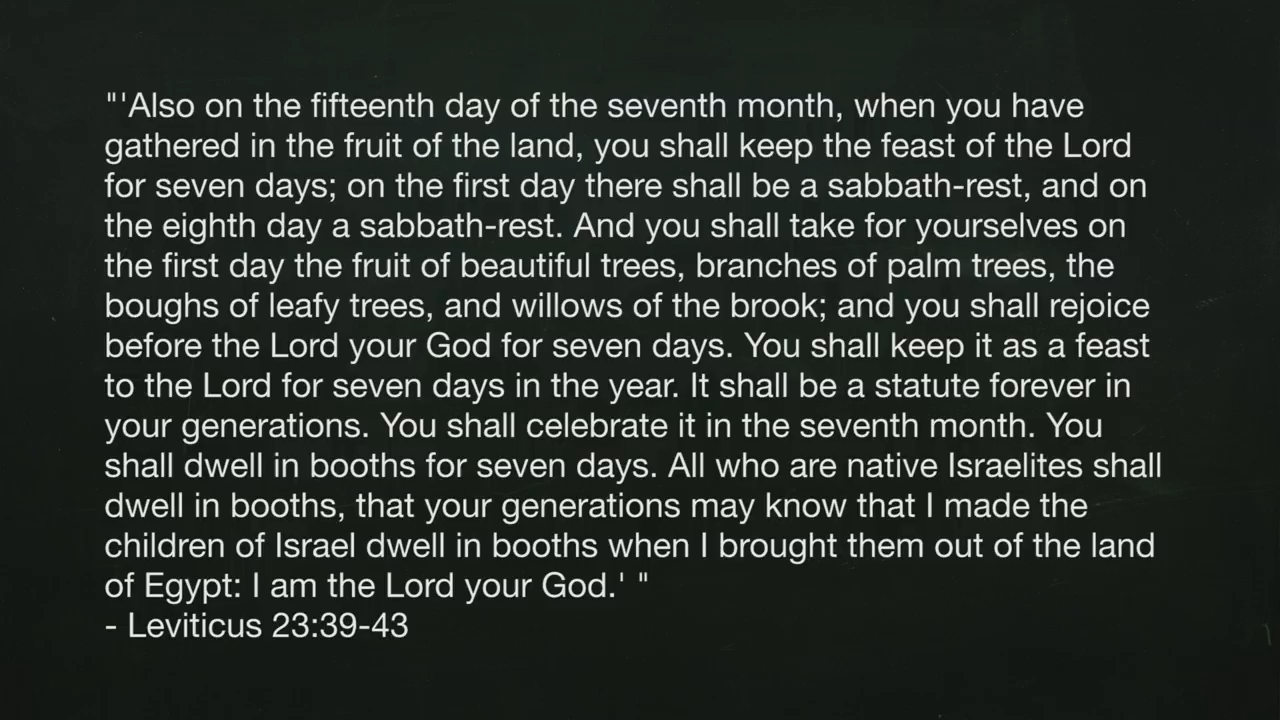 "'Also on the fifteenth day of the seventh month, when you have
gathered in the fruit of the land, you shall keep the feast of the Lord
for seven days; on the first day there shall be a sabbath-rest, and on
the eighth day a sabbath-rest. And you shall take for yourselves on
the first day the fruit of beautiful trees, branches of palm trees, the
boughs of leafy trees, and willows of the brook; and you shall rejoice
before the Lord your God for seven days. You shall keep it as a feast
to the Lord for seven days in the year. It shall be a statute forever in
your generations. You shall celebrate it in the seventh month. You
shall dwell in booths for seven days. All who are native Israelites shall
dwell in booths, that your generations may know that I made the
children of Israel dwell in booths when I brought them out of the land
of Egypt: I am the Lord your God.' "
- Leviticus 23:39-43